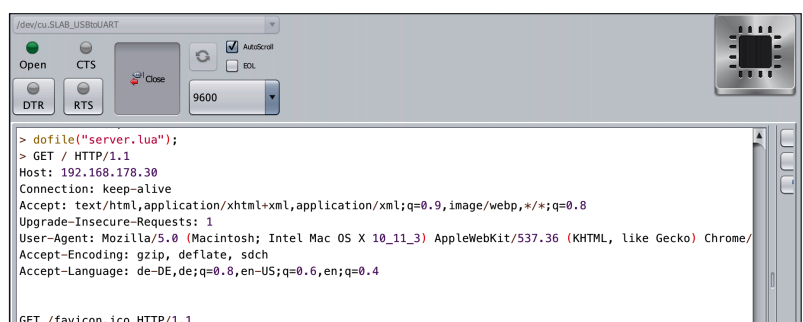 /dev/cu.SLAB_USBtoUART
Open CTS Close AutoScroll
EOL
DTR RTS 9600
> dofile("server.lua");
> GET / HTTP/1.1
Host: 192.168.178.30
Connection: keep-alive
Accept: text/html,application/xhtml+xml,application/xml;q=0.9,image/webp,*/*;q=0.8
Upgrade-Insecure-Requests: 1
User-Agent: Mozilla/5.0 (Macintosh; Intel Mac OS X 10_11_3) AppleWebKit/537.36 (KHTML, like Gecko) Chrome/
Accept-Encoding: gzip, deflate, sdch
Accept-Language: de-DE,de;q=0.8,en-US;q=0.6,en;q=0.4
GET /favicon.ico HTTP/1.1